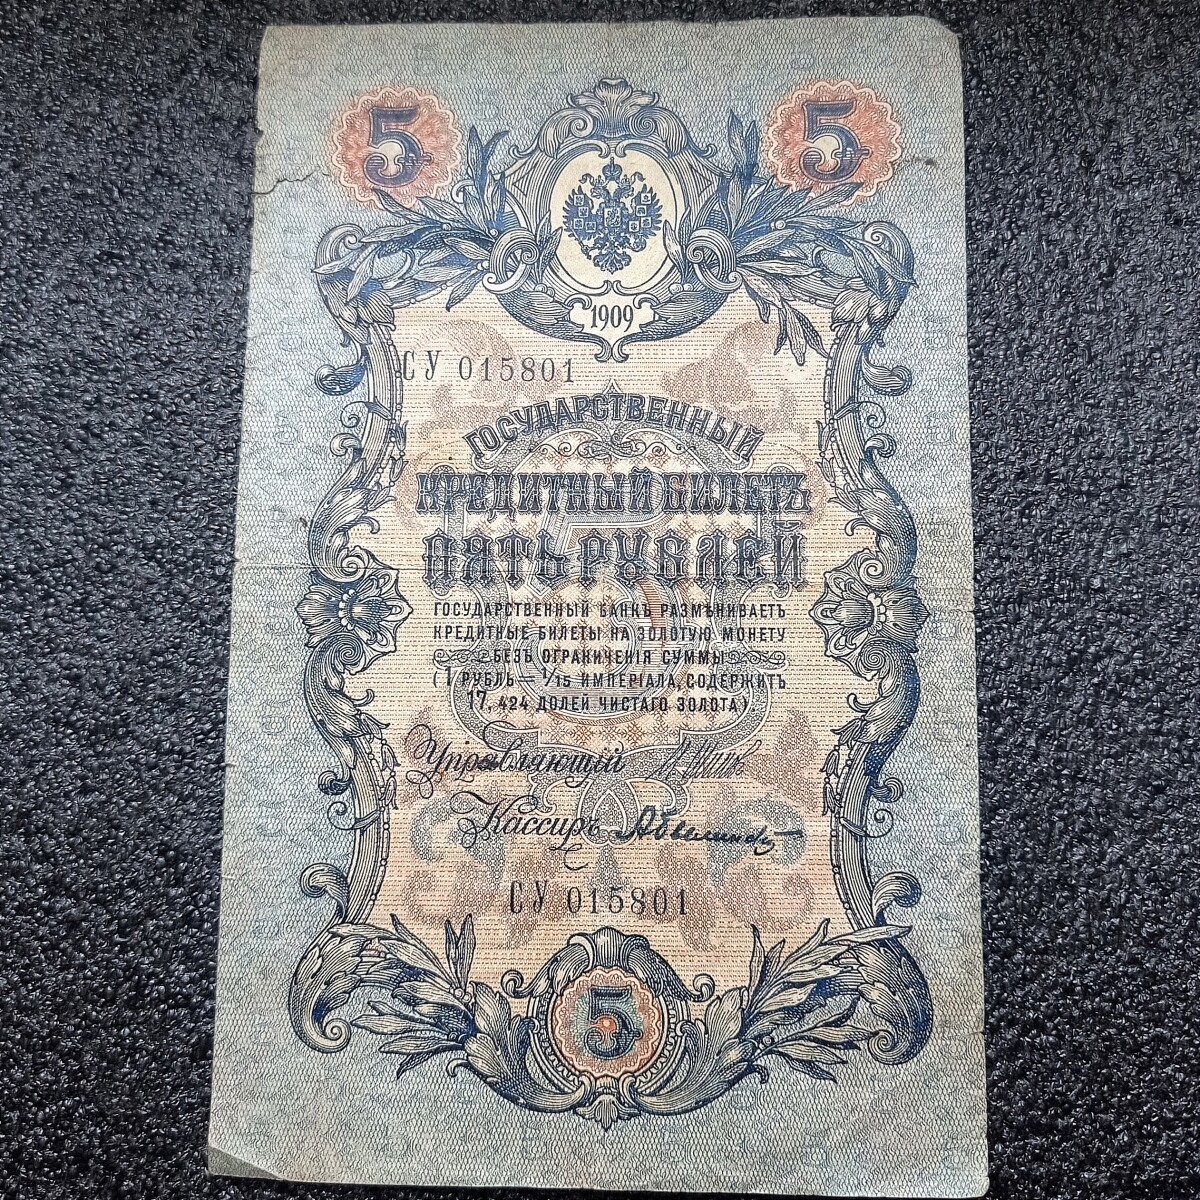 5 5
1909
СУ 015801
ГОСУДАРСТВЕННЫЙ
КРЕДИТНЫЙ БИЛЕТЪ
ПЯТЬ РУБЛЕЙ
ГОСУДАРСТВЕННЫЙ БАНКЪ РАЗМѢНИВАЕТЪ
КРЕДИТНЫЕ БИЛЕТЫ НА ЗОЛОТУЮ МОНЕТУ
БЕЗЪ ОГРАНИЧЕНІЯ СУММЫ
(1 РУБЛЬ = 1/15 ИМПЕРІАЛА, СОДЕРЖИТЪ
17,424 ДОЛЕЙ ЧИСТАГО ЗОЛОТА).
Управляющій
Кассиръ
СУ 015801
5